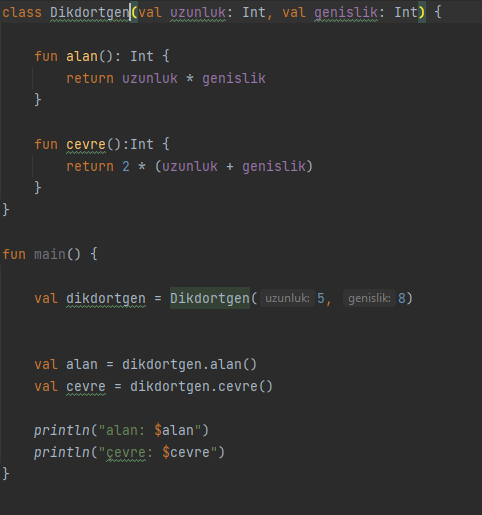 class Dikdortgen(val uzunluk: Int, val genislik: Int) {
fun alan(): Int {
return uzunluk * genislik
}
fun cevre():Int {
return 2 * (uzunluk + genislik)
}
}
fun main() {
val dikdortgen = Dikdortgen( uzunluk: 5, genislik: 8)
val alan = dikdortgen.alan()
val cevre = dikdortgen.cevre()
println("alan: $alan")
println("çevre: $cevre")
}